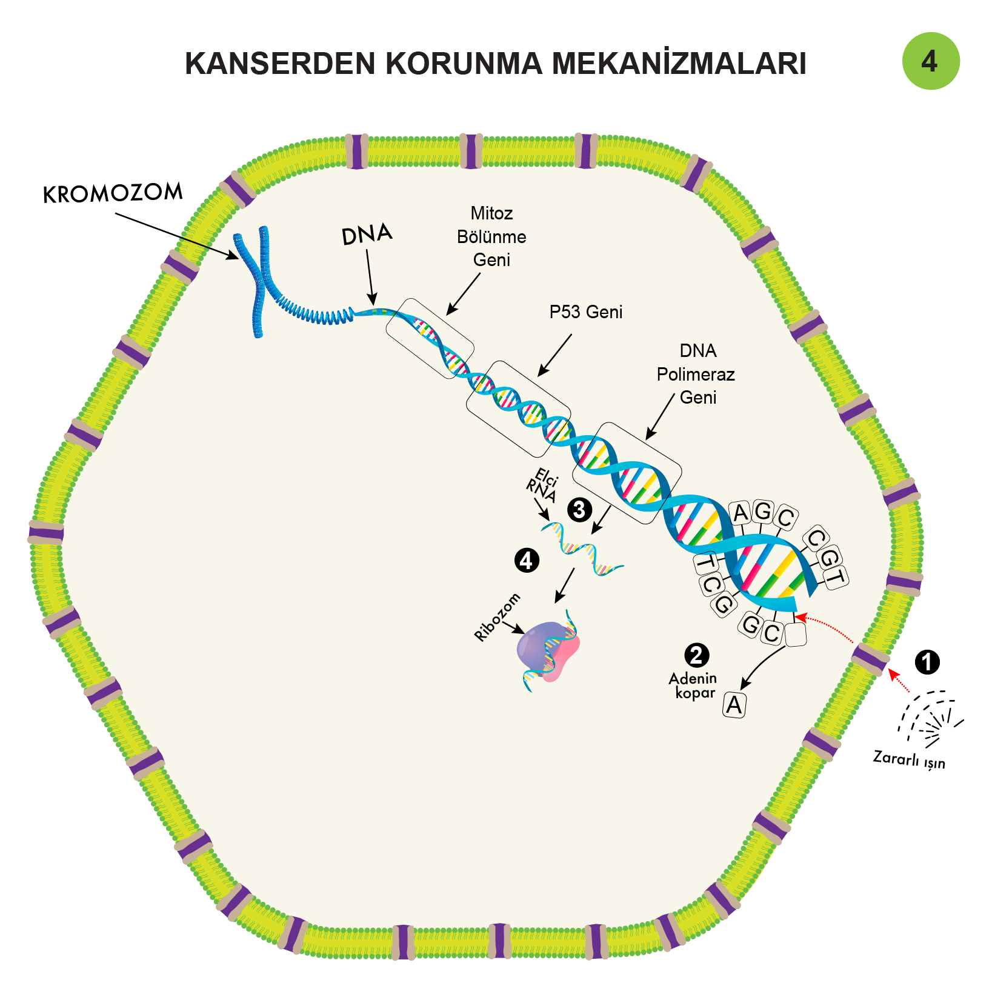 KANSERDEN KORUNMA MEKANİZMALARI
4
KROMOZOM
DNA
Mitoz
Bölünme
Geni
P53 Geni
DNA
Polimeraz
Geni
Elçi
RNA
3
4
Ribozom
A G C
C G T
T C G
G C
2
Adenin
kopar
A
1
Zararlı ışın